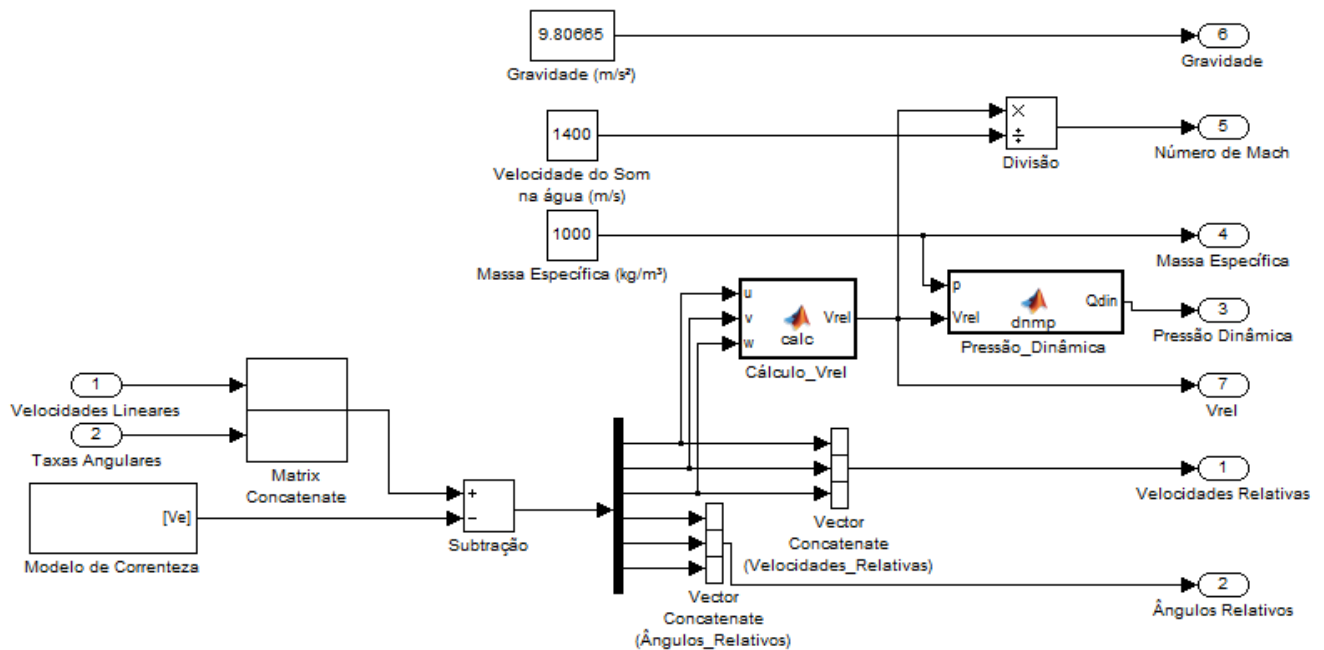 9.80665
6
Gravidade (m/s²)
Gravidade
1400
×
÷
5
Divisão
Número de Mach
Velocidade do Som
na água (m/s)
1000
4
Massa Específica (kg/m³)
Massa Específica
u
v
w
calc
Vrel
Cálculo_Vrel
p
Vrel
dnmp
Qdin
Pressão_Dinâmica
3
Pressão Dinâmica
7
Vrel
1
Velocidades Lineares
2
Taxas Angulares
Matrix
Concatenate
[Ve]
Modelo de Correnteza
+
−
Subtração
Vector
Concatenate
(Velocidades_Relativas)
1
Velocidades Relativas
Vector
Concatenate
(Ângulos_Relativos)
2
Ângulos Relativos